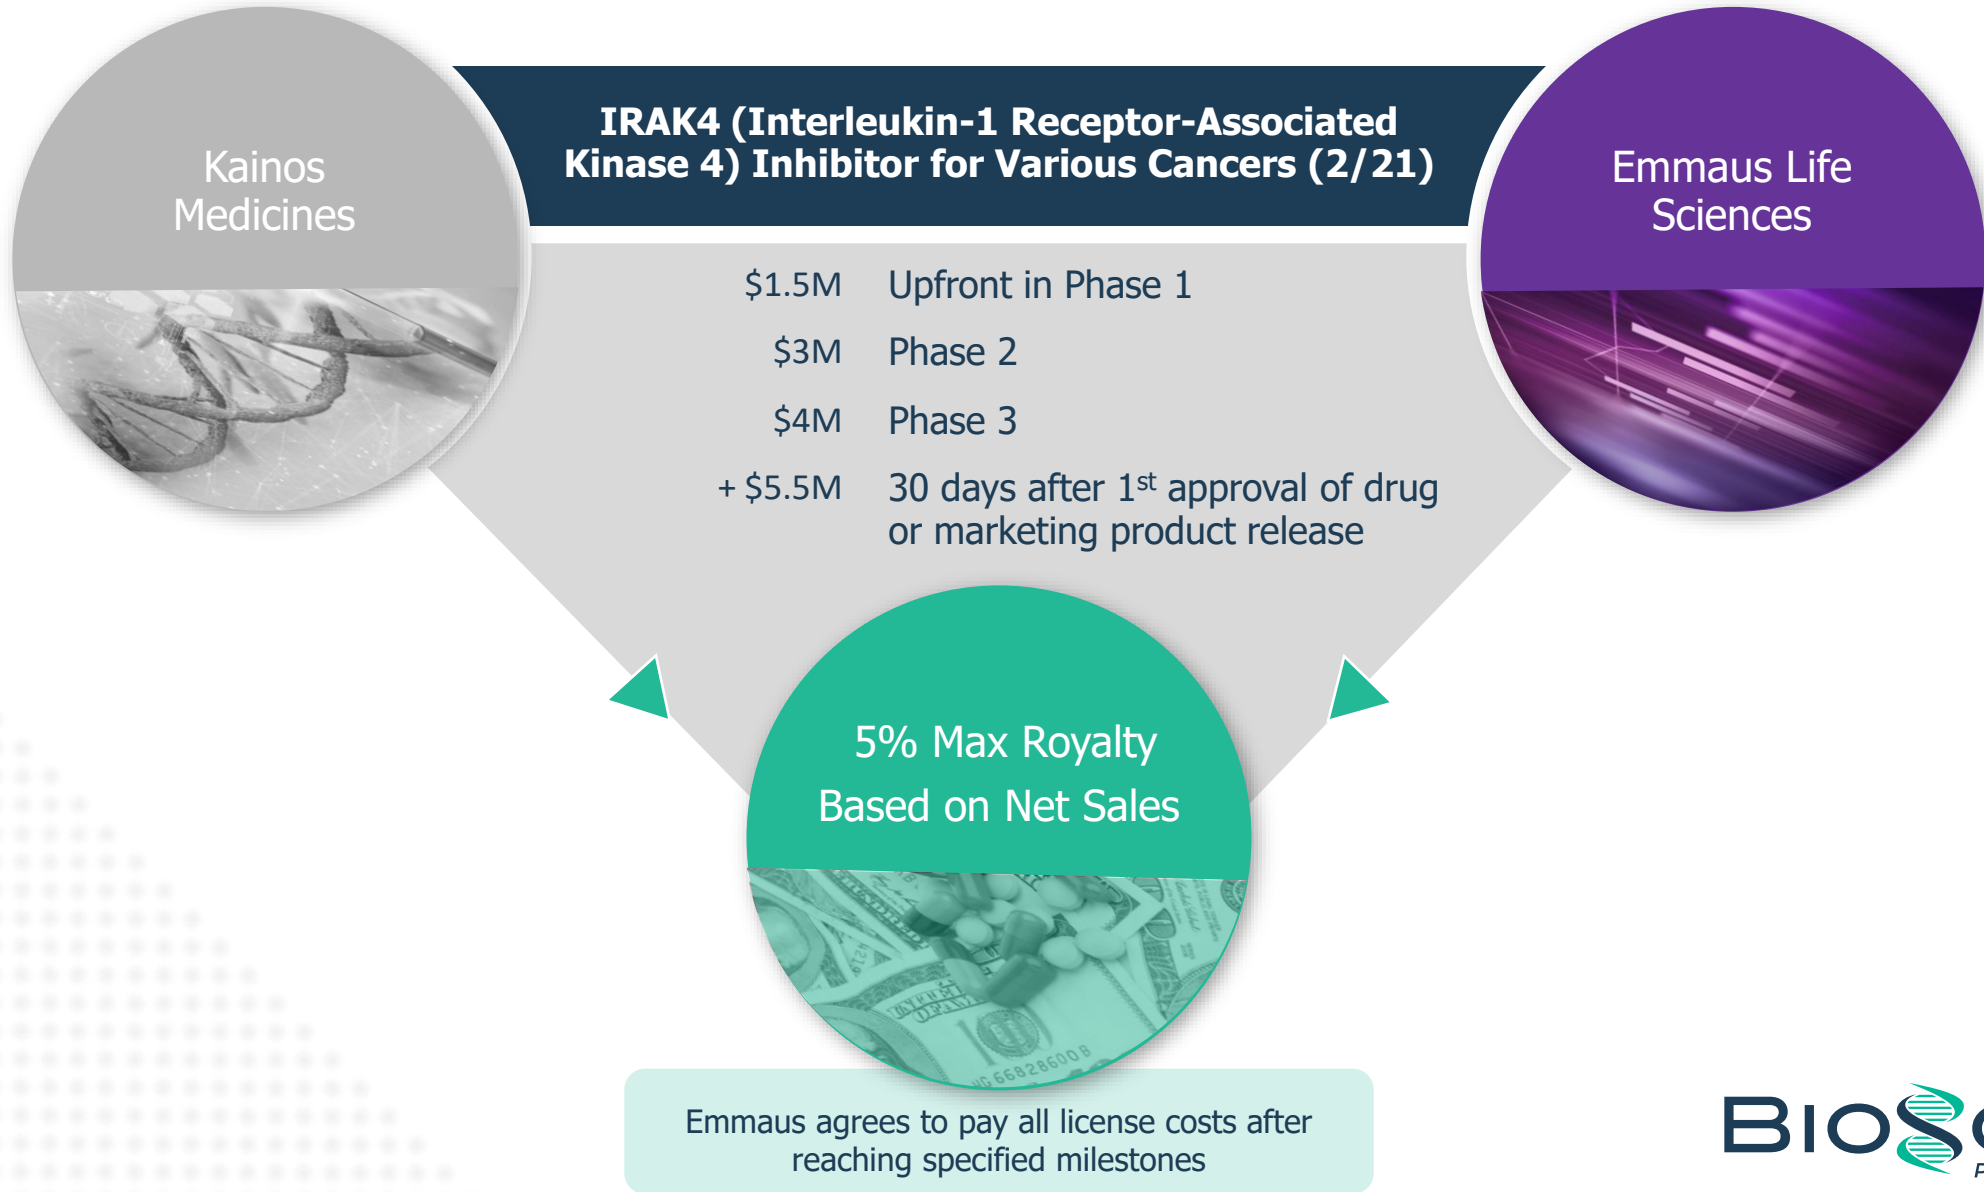 Kainos
Medicines
IRAK4 (Interleukin-1 Receptor-Associated
Kinase 4) Inhibitor for Various Cancers (2/21)
Emmaus Life
Sciences
$1.5M Upfront in Phase 1
$3M Phase 2
$4M Phase 3
+ $5.5M 30 days after 1st approval of drug
or marketing product release
5% Max Royalty
Based on Net Sales
100
HG 66828600 B
Emmaus agrees to pay all license costs after
reaching specified milestones